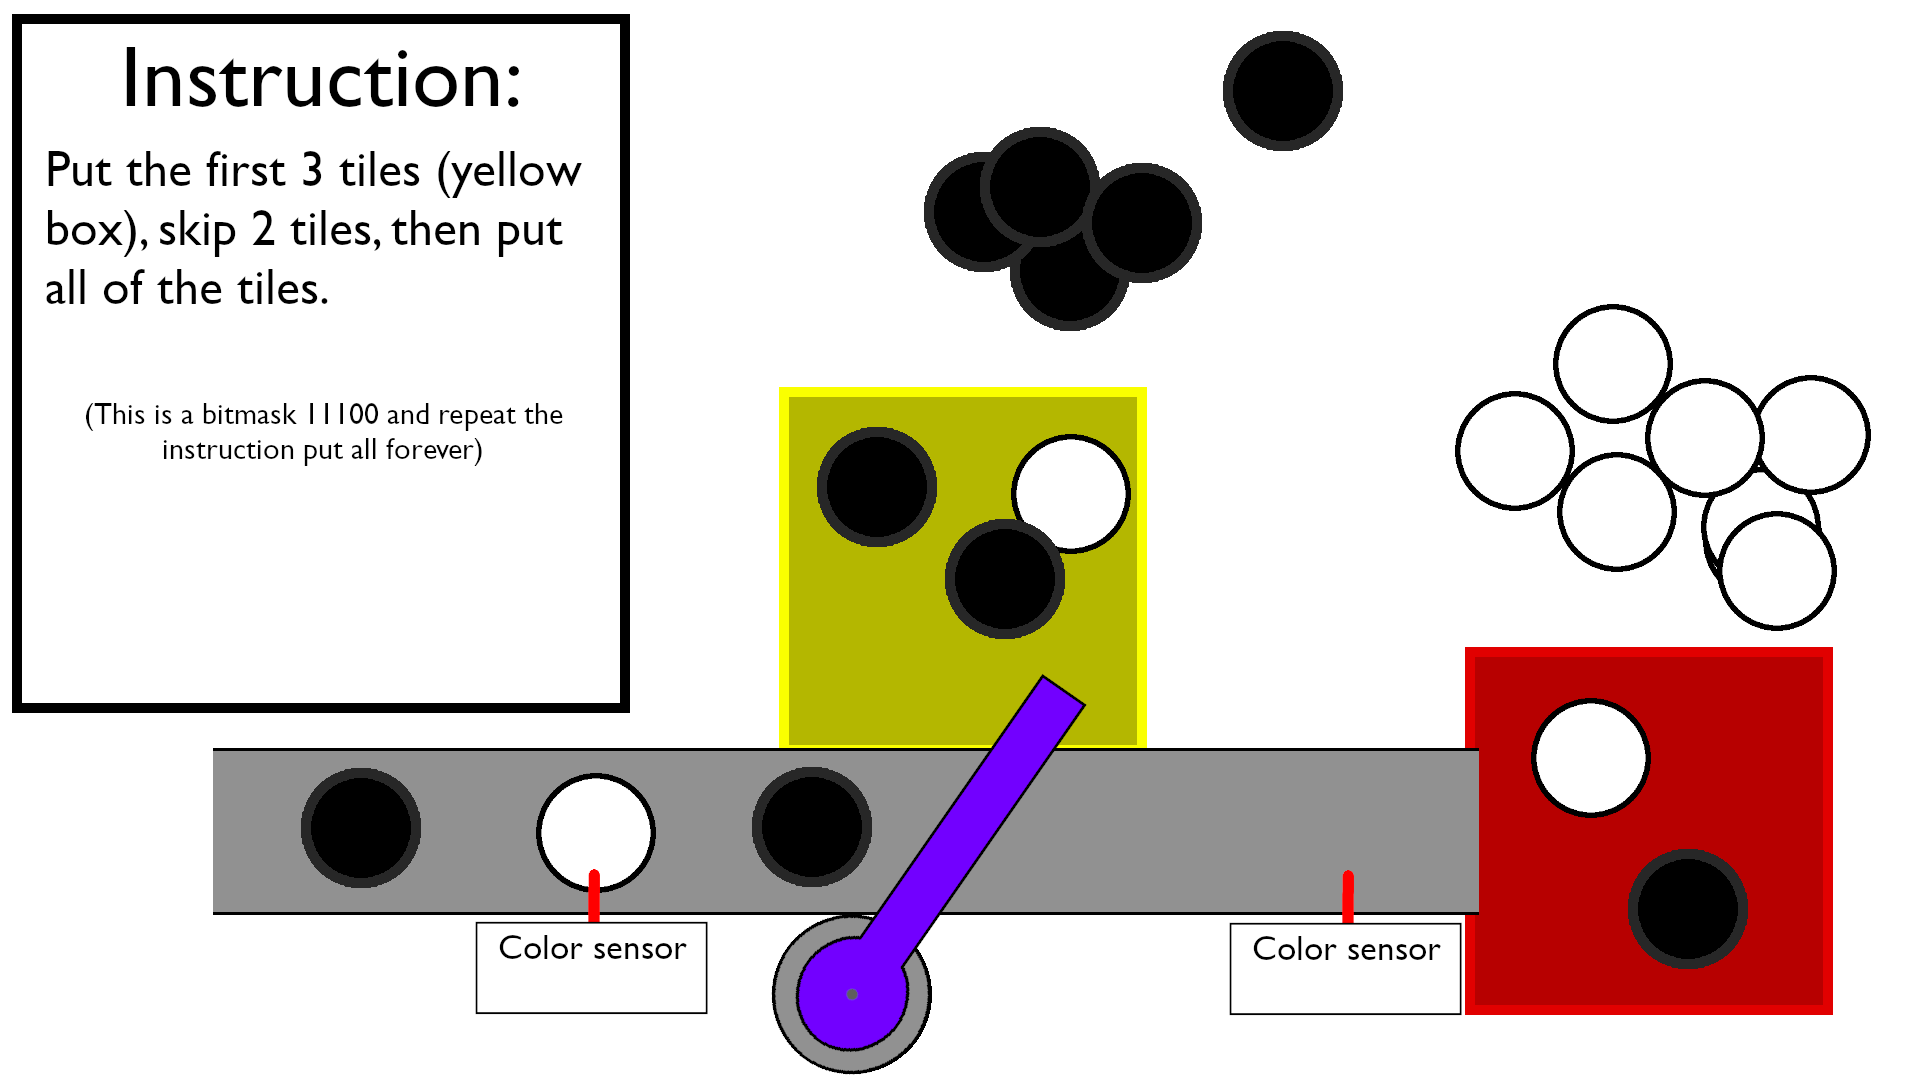 Instruction:
Put the first 3 tiles (yellow
box), skip 2 tiles, then put
all of the tiles.
(This is a bitmask 11100 and repeat the
instruction put all forever)
Color sensor
Color sensor